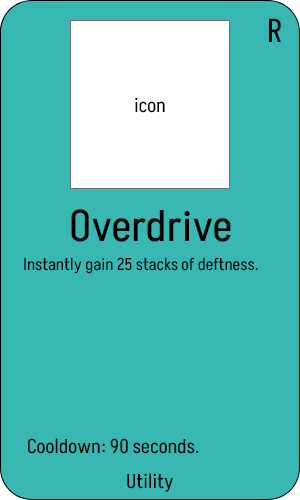 R
icon
Overdrive
Instantly gain 25 stacks of deftness.
Cooldown: 90 seconds.
Utility